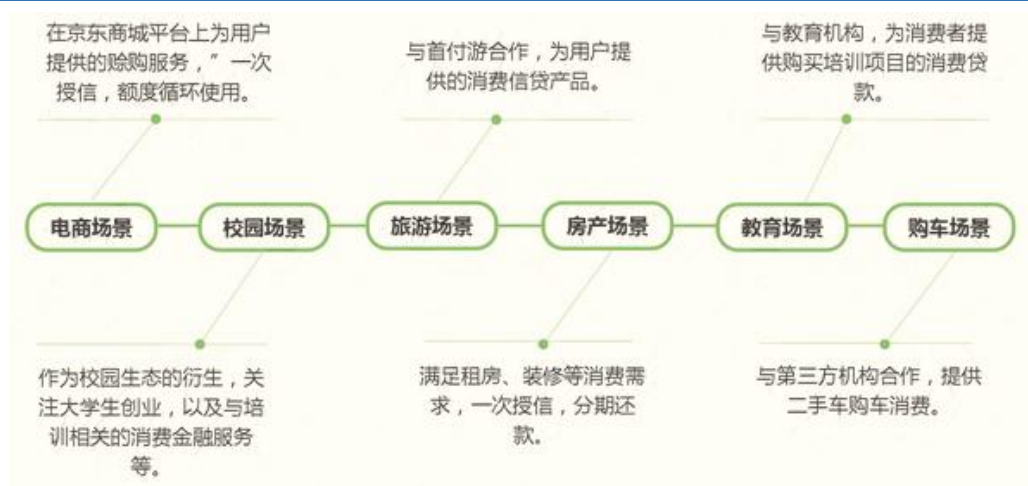 在京东商城平台上为用户
提供的赊购服务，”一次
授信，额度循环使用。
与首付游合作，为用户提
供的消费信贷产品。
与教育机构，为消费者提
供购买培训项目的消费贷
款。
电商场景
校园场景
旅游场景
房产场景
教育场景
购车场景
作为校园生态的衍生，关
注大学生创业，以及与培
训相关的消费金融服务
等。
满足租房、装修等消费需
求，一次授信，分期还
款。
与第三方机构合作，提供
二手车购车消费。